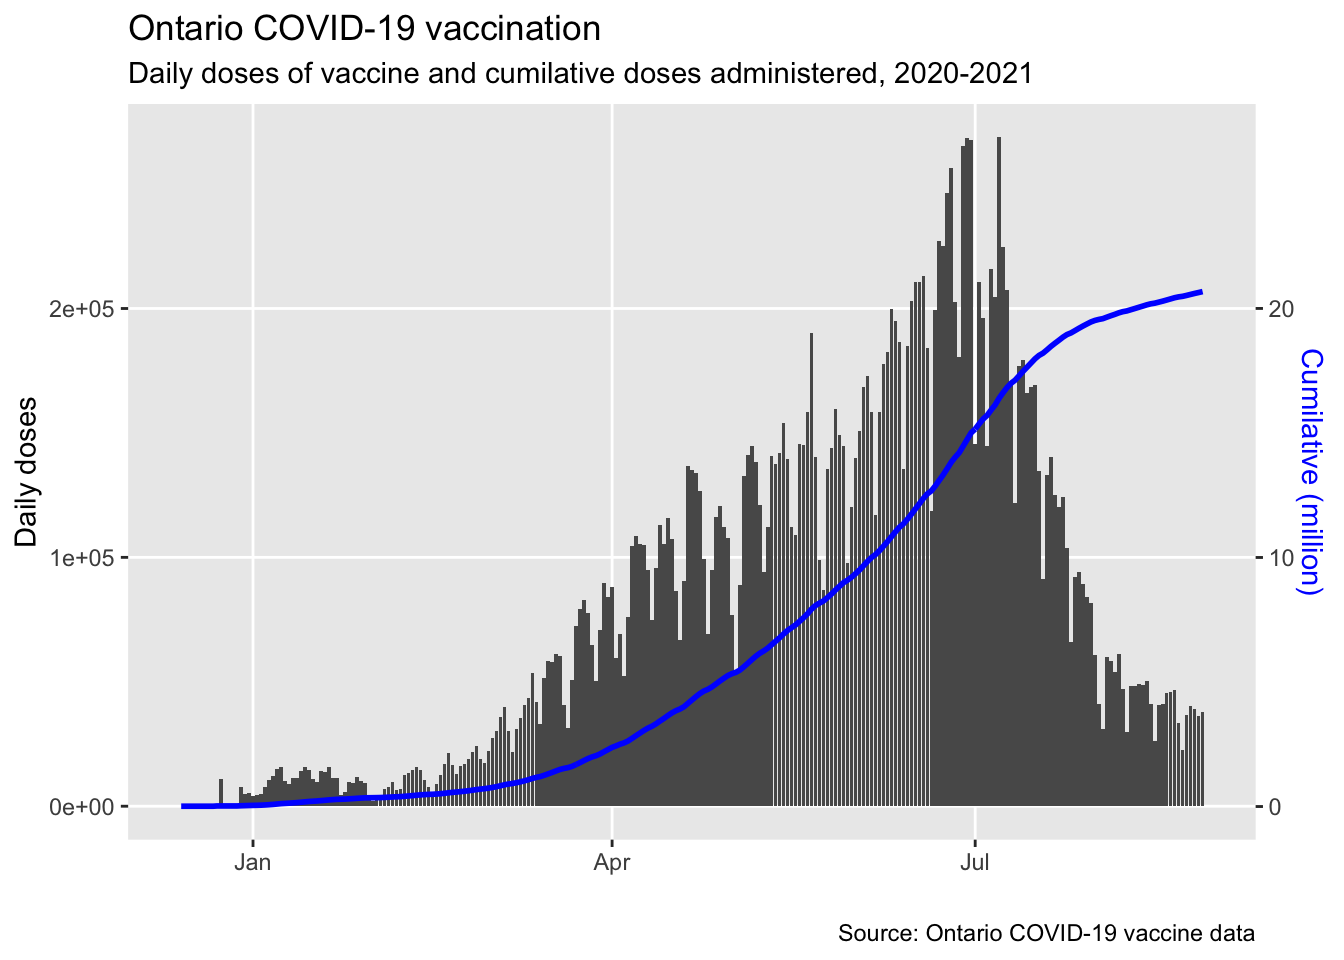 Ontario COVID-19 vaccination
Daily doses of vaccine and cumilative doses administered, 2020-2021
Daily doses
2e+05
1e+05
0e+00
20
10
0
Cumilative (million)
Jan
Apr
Jul
Source: Ontario COVID-19 vaccine data